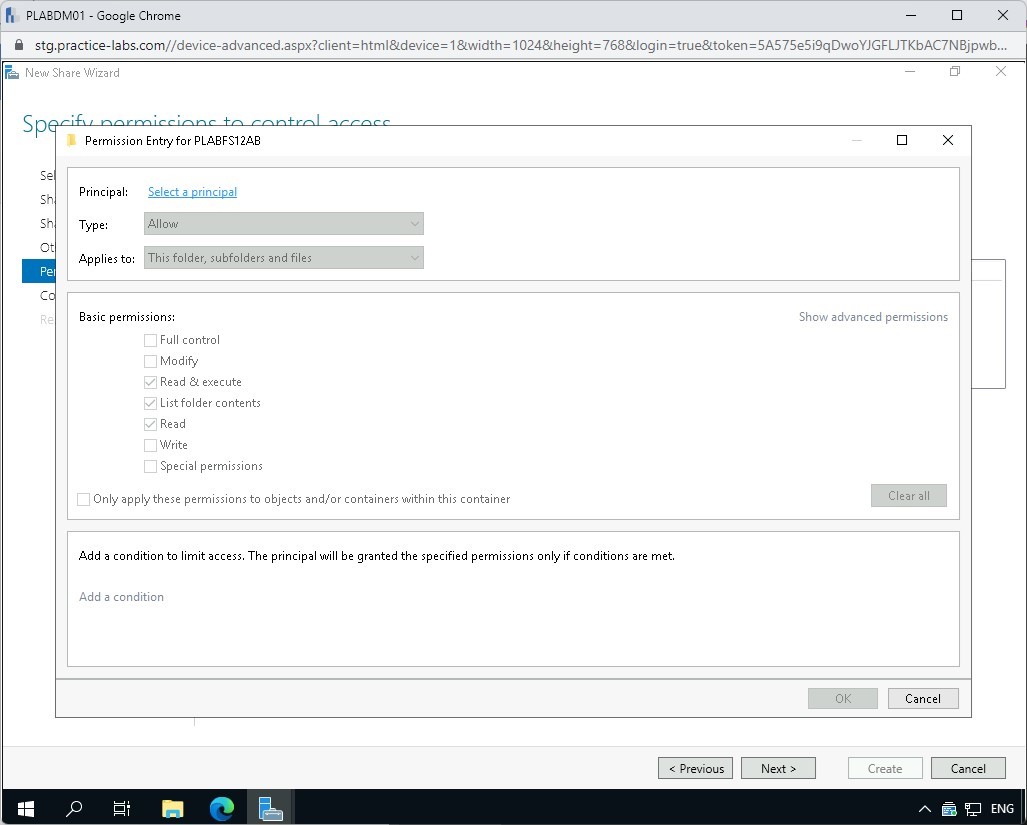 PLABDM01 - Google Chrome
stg.practice-labs.com//device-advanced.aspx?client=html&device=1&width=1024&height=768&login=true&token=5A575e5i9qDwoYJGFLJTKbAC7NBjpwb...
New Share Wizard
Specify permissions to control access
Permission Entry for PLABFS12AB
Principal: Select a principal
Type: Allow
Applies to: This folder, subfolders and files
Sel
Sha
Sha
Ot
Per
Co
Re
Basic permissions:
Show advanced permissions
Full control
Modify
Read & execute
List folder contents
Read
Write
Special permissions
Only apply these permissions to objects and/or containers within this container
Clear all
Add a condition to limit access. The principal will be granted the specified permissions only if conditions are met.
Add a condition
OK Cancel
< Previous Next > Create Cancel
ENG